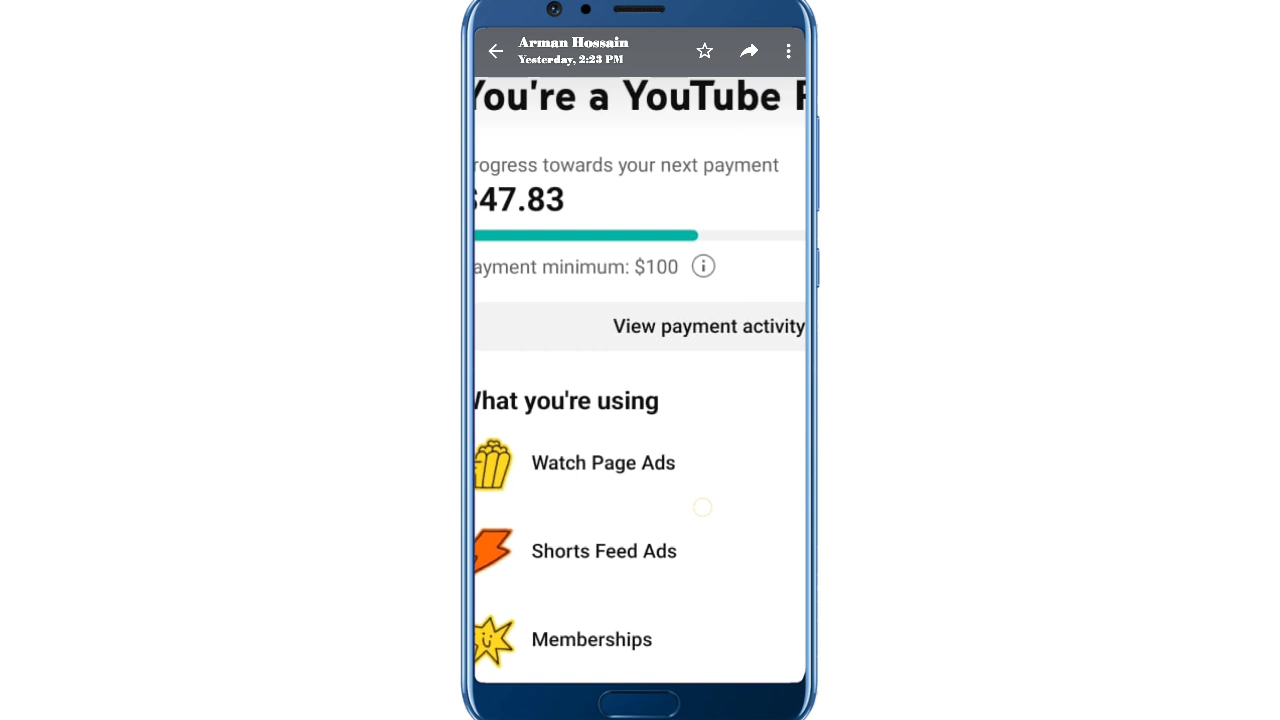 Arman Hossain
Yesterday, 2:23 PM
You're a YouTube
rogress towards your next payment
$47.83
ayment minimum: $100
View payment activity
What you're using
Watch Page Ads
Shorts Feed Ads
Memberships